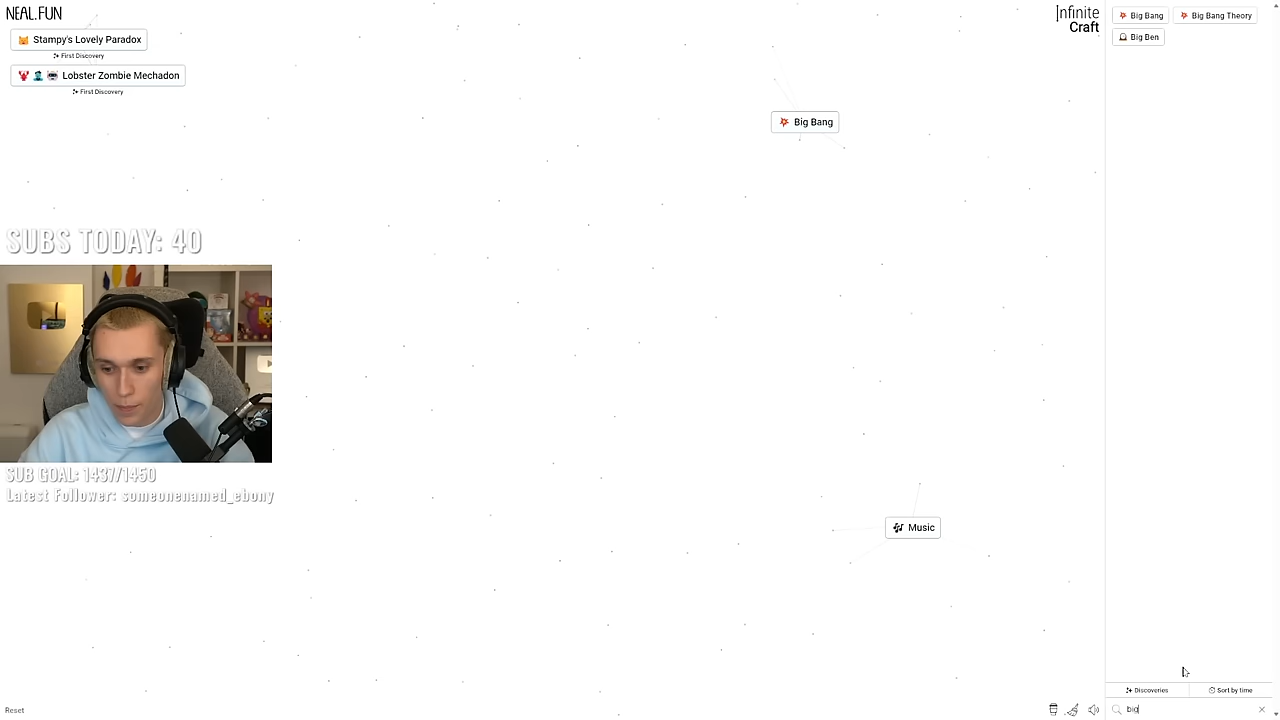 NEAL.FUN
Stampy's Lovely Paradox
First Discovery
Lobster Zombie Mechadon
First Discovery
Infinite
Craft
Big Bang
Big Bang Theory
Big Ben
Big Bang
SUBS TODAY: 40
SUB GOAL: 1437/1450
Latest Follower: someonenamed_ebony
Music
Discoveries
Sort by time
big
Reset